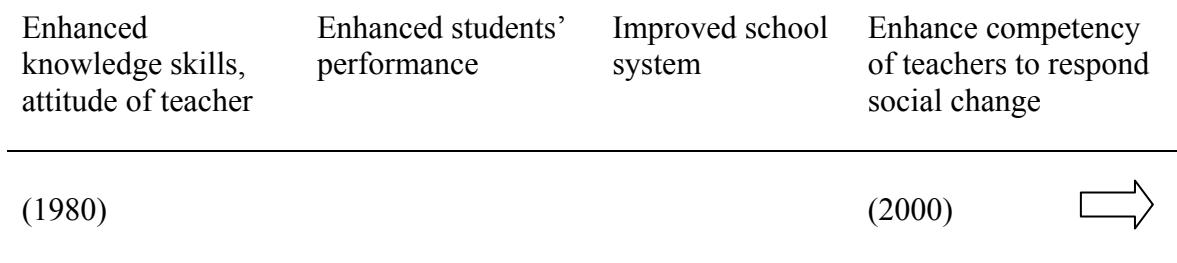 Enhanced
knowledge skills,
attitude of teacher
Enhanced students’
performance
Improved school
system
Enhance competency
of teachers to respond
social change
(1980)
(2000)